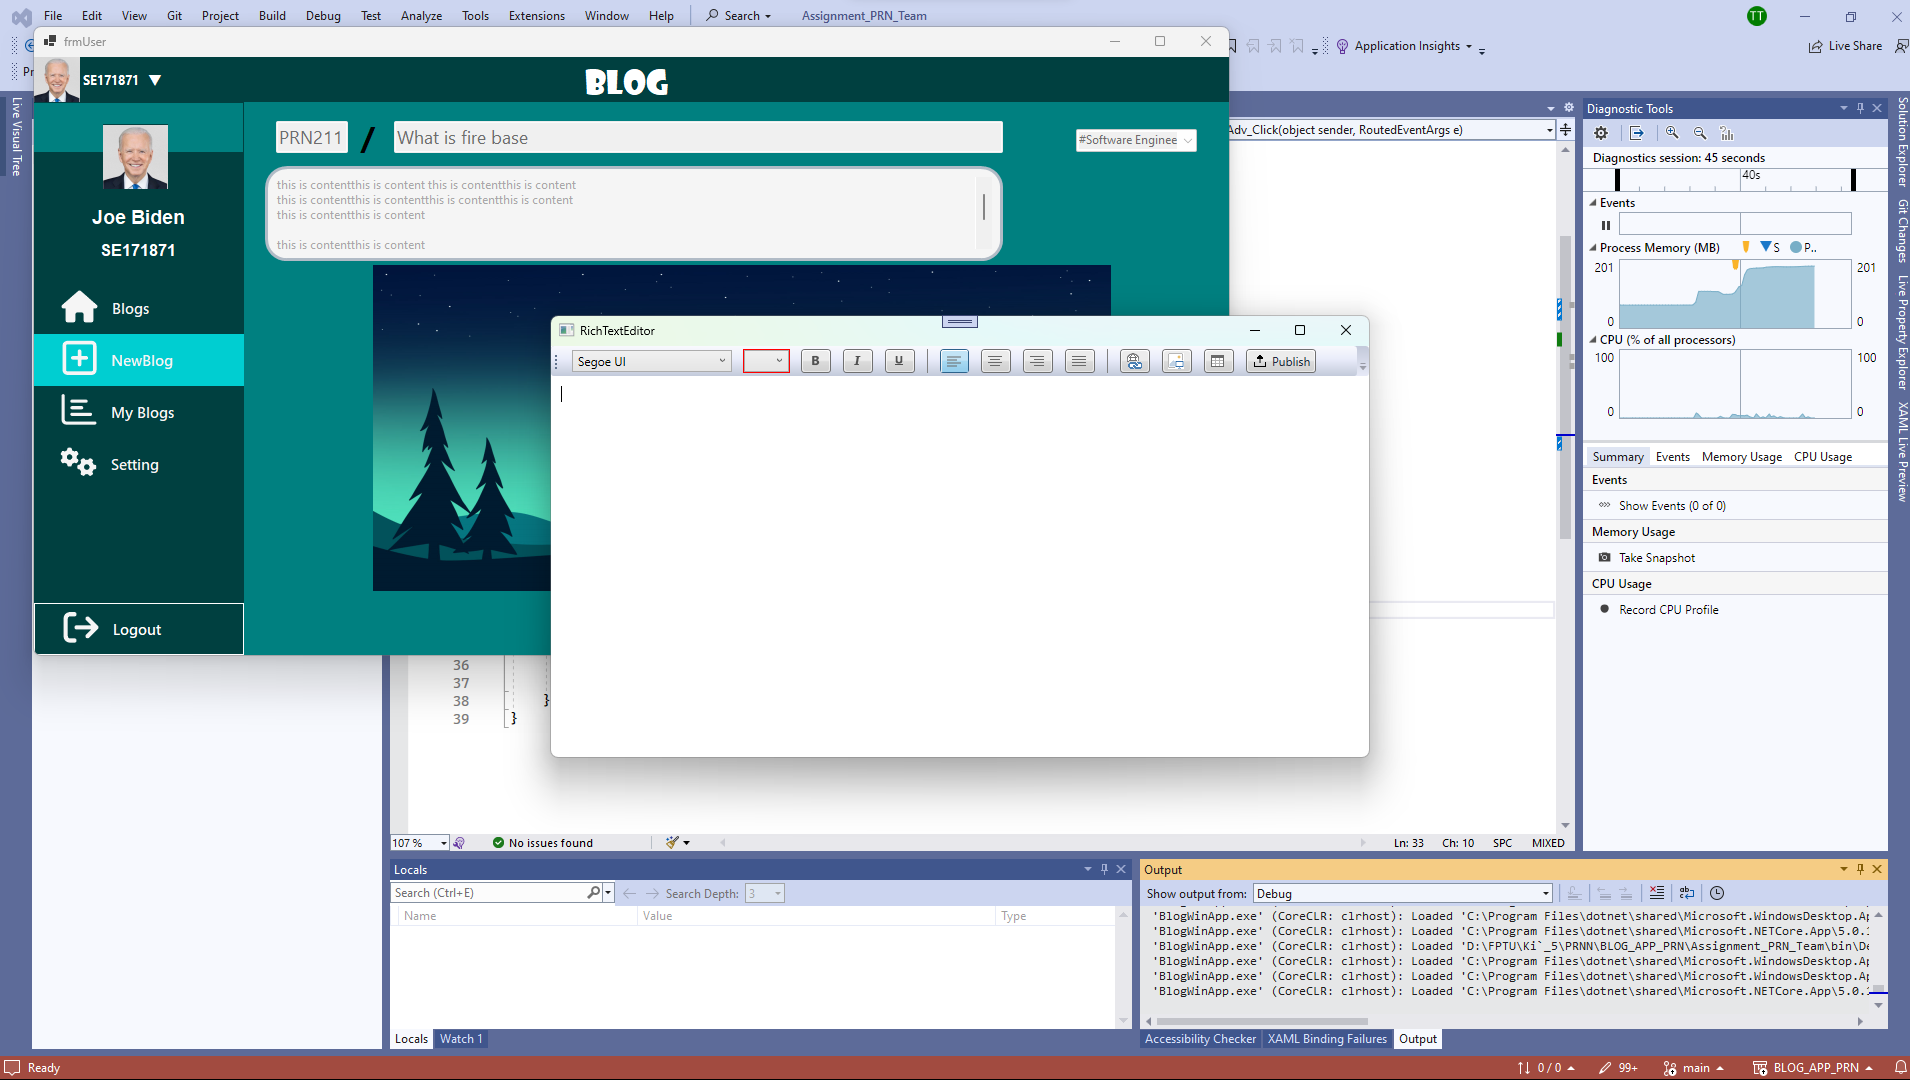 File Edit View Git Project Build Debug Test Analyze Tools Extensions Window Help Search Assignment_PRN_Team TT
Application Insights Live Share
frmUser
SE171871 ▼
BLOG
Joe Biden
SE171871
Blogs
NewBlog
My Blogs
Setting
Logout
PRN211 / What is fire base
#Software Enginee
this is contentthis is content this is contentthis is content
this is contentthis is contentthis is contentthis is content
this is contentthis is content
this is contentthis is content
RichTextEditor
Segoe UI B I U Publish
Live Visual Tree
Adv_Click(object sender, RoutedEventArgs e)
36
37
38 }
39 }
107 % No issues found Ln: 33 Ch: 10 SPC MIXED
Diagnostic Tools
Diagnostics session: 45 seconds
40s
Events
Process Memory (MB) S P..
201 201
0 0
CPU (% of all processors)
100 100
0 0
Summary Events Memory Usage CPU Usage
Events
Show Events (0 of 0)
Memory Usage
Take Snapshot
CPU Usage
Record CPU Profile
Solution Explorer
Git Changes
Live Property Explorer
XAML Live Preview
Locals
Search (Ctrl+E) Search Depth: 3
Name Value Type
Locals Watch 1
Output
Show output from: Debug
'BlogWinApp.exe' (CoreCLR: clrhost): Loaded 'C:\Program Files\dotnet\shared\Microsoft.WindowsDesktop.Ap
'BlogWinApp.exe' (CoreCLR: clrhost): Loaded 'C:\Program Files\dotnet\shared\Microsoft.NETCore.App\5.0.1
'BlogWinApp.exe' (CoreCLR: clrhost): Loaded 'D:\FPTU\Ki`_5\PRNN\BLOG_APP_PRN\Assignment_PRN_Team\bin\De
'BlogWinApp.exe' (CoreCLR: clrhost): Loaded 'C:\Program Files\dotnet\shared\Microsoft.WindowsDesktop.Ap
'BlogWinApp.exe' (CoreCLR: clrhost): Loaded 'C:\Program Files\dotnet\shared\Microsoft.WindowsDesktop.Ap
'BlogWinApp.exe' (CoreCLR: clrhost): Loaded 'C:\Program Files\dotnet\shared\Microsoft.NETCore.App\5.0.1
Accessibility Checker XAML Binding Failures Output
Ready 0 / 0 99+ main BLOG_APP_PRN